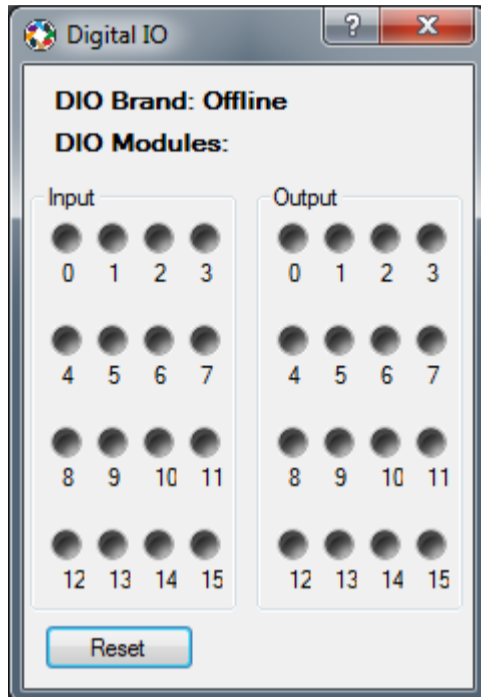 Digital IO
?
X
DIO Brand: Offline
DIO Modules:
Input
0 1 2 3
4 5 6 7
8 9 10 11
12 13 14 15
Output
0 1 2 3
4 5 6 7
8 9 10 11
12 13 14 15
Reset